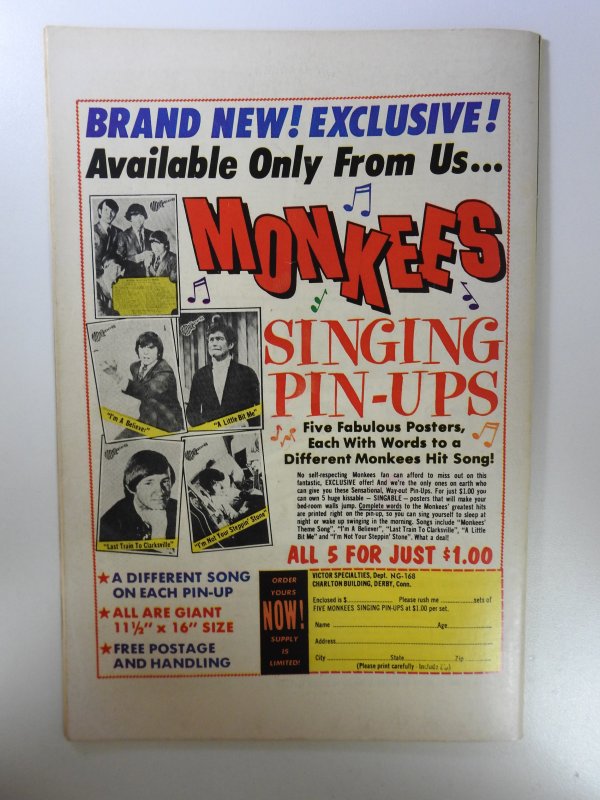 BRAND NEW! EXCLUSIVE!
Available Only From Us...
MONKEES
SINGING
PIN-UPS
"I'm A Believer"
"A Little Bit Me"
"Last Train To Clarksville"
"I'm Not Your Steppin' Stone"
Five Fabulous Posters,
Each With Words to a
Different Monkees Hit Song!
No self-respecting Monkees fan can afford to miss out on this
fantastic, EXCLUSIVE offer! And we're the only ones on earth who
can give you these Sensational, Way-out Pin-Ups. For just $1.00 you
can own 5 huge kissable — SINGABLE — posters that will make your
bed-room walls jump. Complete words to the Monkees' greatest hits
are printed right on the pin-up, so you can sing yourself to sleep at
night or wake up swinging in the morning. Songs include "Monkees'
Theme Song", "I'm A Believer", "Last Train to Clarksville", "A Little
Bit Me" and "I'm Not Your Steppin' Stone". What a deal!
ALL 5 FOR JUST $1.00
★ A DIFFERENT SONG
ON EACH PIN-UP
★ ALL ARE GIANT
11½" x 16" SIZE
★ FREE POSTAGE
AND HANDLING
ORDER
YOURS
NOW!
SUPPLY
IS
LIMITED!
VICTOR SPECIALTIES, Dept. NG-168
CHARLTON BUILDING, DERBY, Conn.
Enclosed is $ Please rush me sets of
FIVE MONKEES SINGING PIN-UPS at $1.00 per set.
Name Age
Address
City State Zip
(Please print carefully - Include Zip)